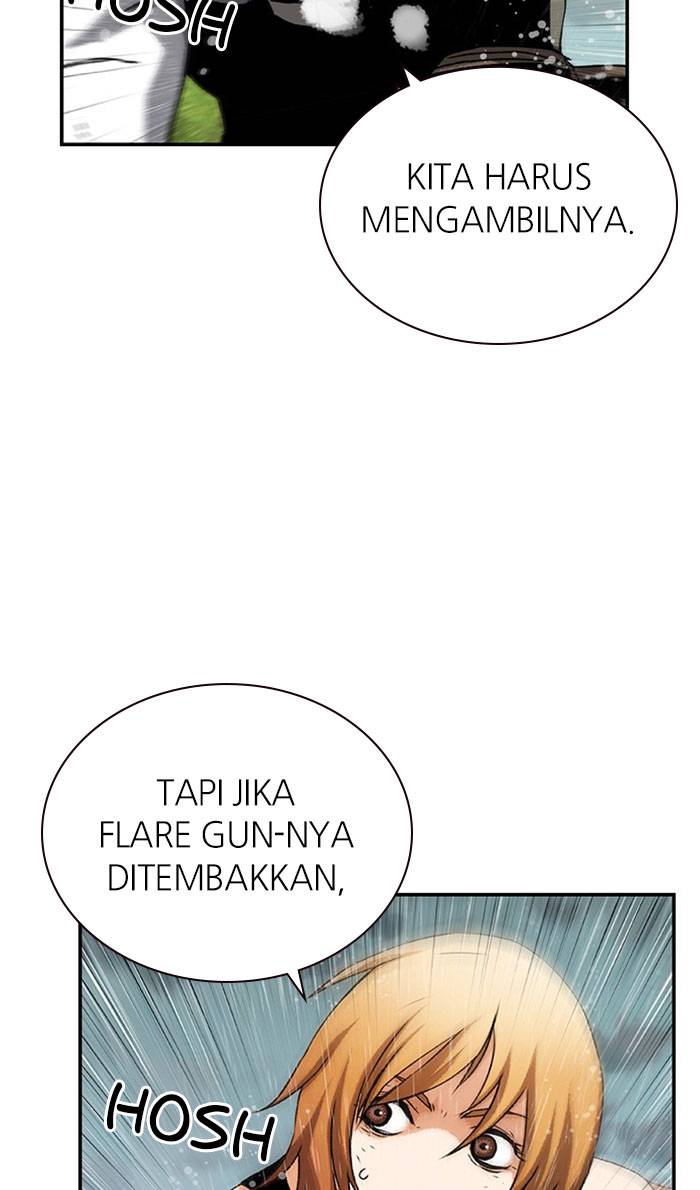 HOSH
KITA HARUS
MENGAMBILNYA.
TAPI JIKA
FLARE GUN-NYA
DITEMBAKKAN,
HOSH